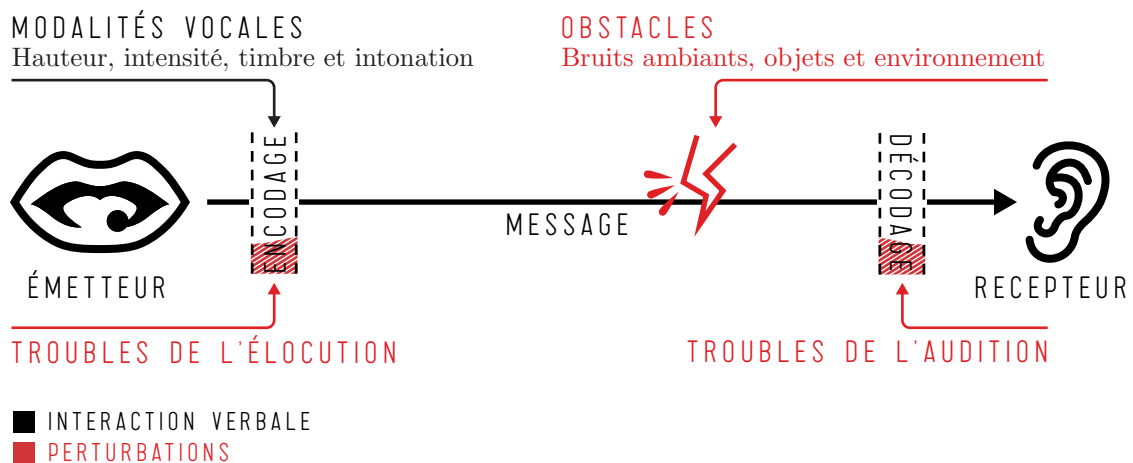 MODALITÉS VOCALES
Hauteur, intensité, timbre et intonation
OBSTACLES
Bruits ambiants, objets et environnement
ENCODAGE
DÉCODAGE
MESSAGE
ÉMETTEUR
RECEPTEUR
TROUBLES DE L'ÉLOCUTION
TROUBLES DE L'AUDITION
INTERACTION VERBALE
PERTURBATIONS